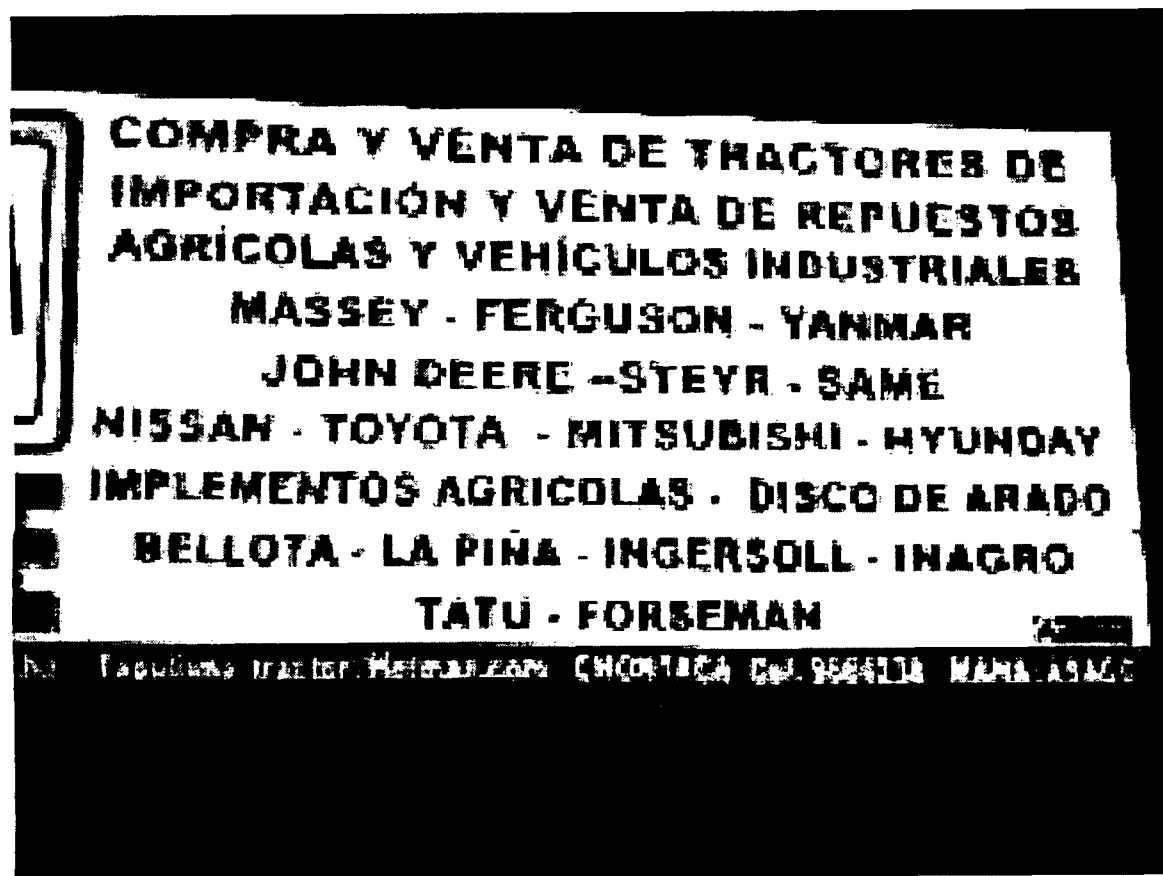 COMPRA Y VENTA DE TRACTORES DE
IMPORTACIÓN Y VENTA DE REPUESTOS
AGRÍCOLAS Y VEHÍCULOS INDUSTRIALES
MASSEY - FERGUSON - YANMAR
JOHN DEERE -STEYR - SAME
NISSAN - TOYOTA - MITSUBISHI - HYUNDAY
IMPLEMENTOS AGRICOLAS - DISCO DE ARADO
BELLOTA - LA PIÑA - INGERSOLL - INAGRO
TATU - FORSEMAN
tractor